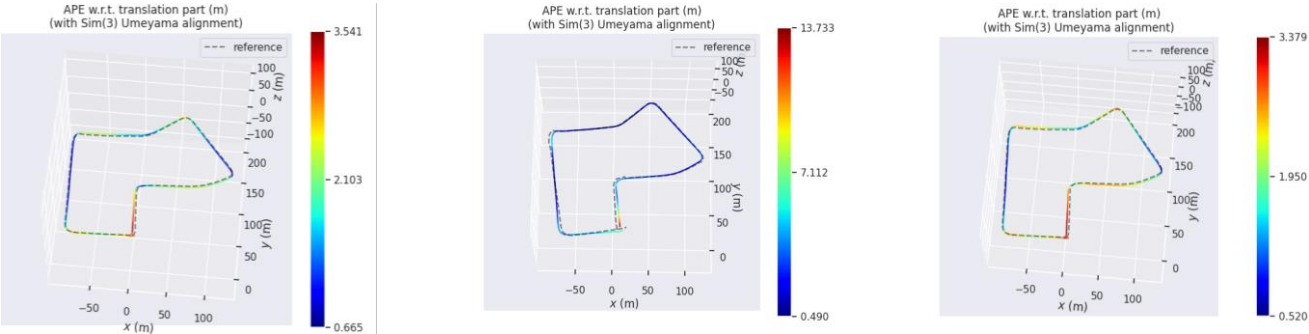 APE w.r.t. translation part (m)
(with Sim(3) Umeyama alignment)
3.541
reference
100
50
0
−50
−100
z (m)
200
150
100
50
0
y (m)
2.103
−50
0
50
100
x (m)
0.665
APE w.r.t. translation part (m)
(with Sim(3) Umeyama alignment)
13.733
reference
100
50
0
−50
z
200
150
100
50
0
y (m)
7.112
−50
0
50
100
x (m)
0.490
APE w.r.t. translation part (m)
(with Sim(3) Umeyama alignment)
3.379
reference
100
50
0
−50
−100
z (m)
200
150
100
50
0
y (m)
1.950
−50
0
50
100
x (m)
0.520